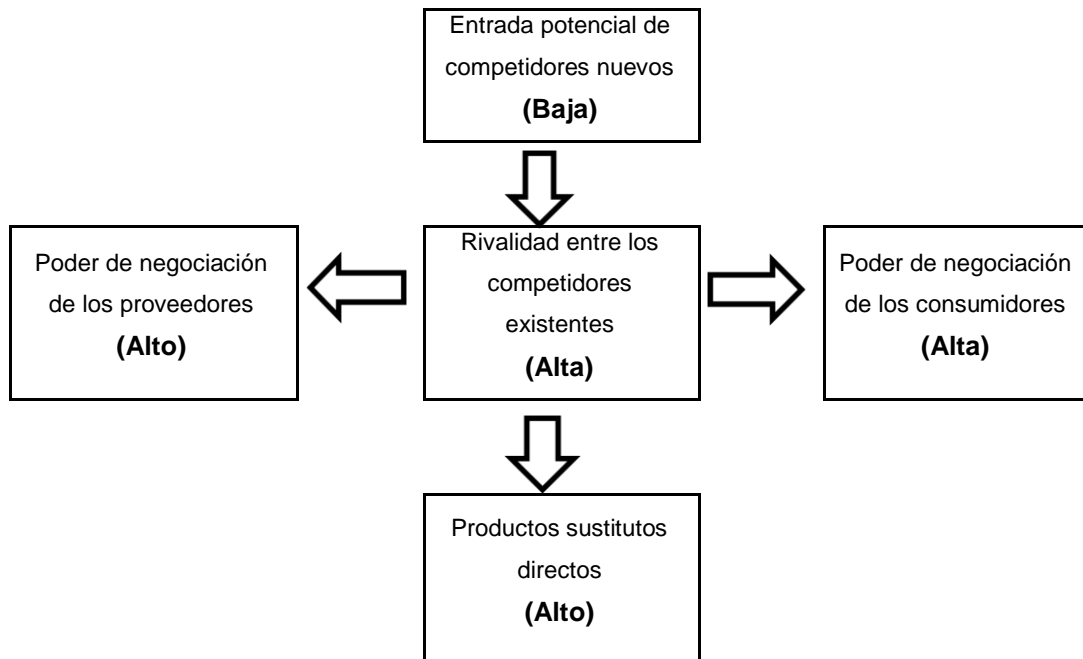 Entrada potencial de
competidores nuevos
(Baja)
Poder de negociación
de los proveedores
(Alto)
Rivalidad entre los
competidores
existentes
(Alta)
Poder de negociación
de los consumidores
(Alta)
Productos sustitutos
directos
(Alto)